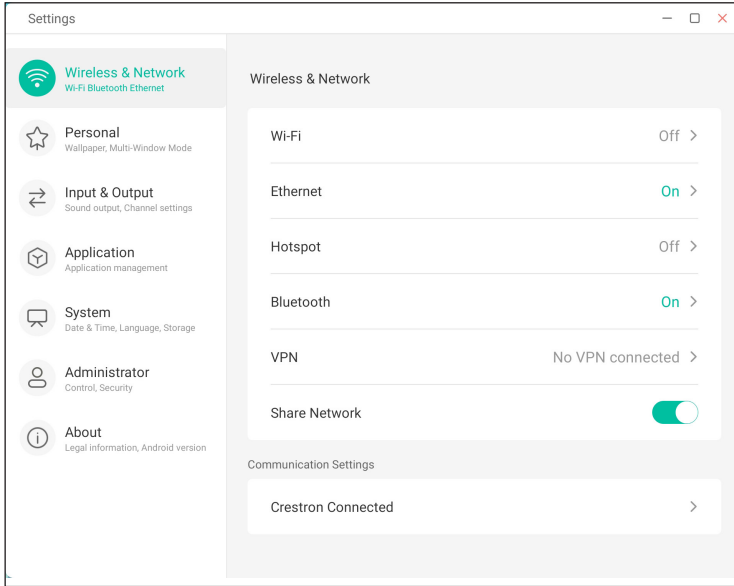 Settings
Wireless & Network
Wi-Fi Bluetooth Ethernet
Personal
Wallpaper, Multi-Window Mode
Input & Output
Sound output, Channel settings
Application
Application management
System
Date & Time, Language, Storage
Administrator
Control, Security
About
Legal information, Android version
Wireless & Network
Wi-Fi Off
Ethernet On
Hotspot Off
Bluetooth On
VPN No VPN connected
Share Network
Communication Settings
Crestron Connected